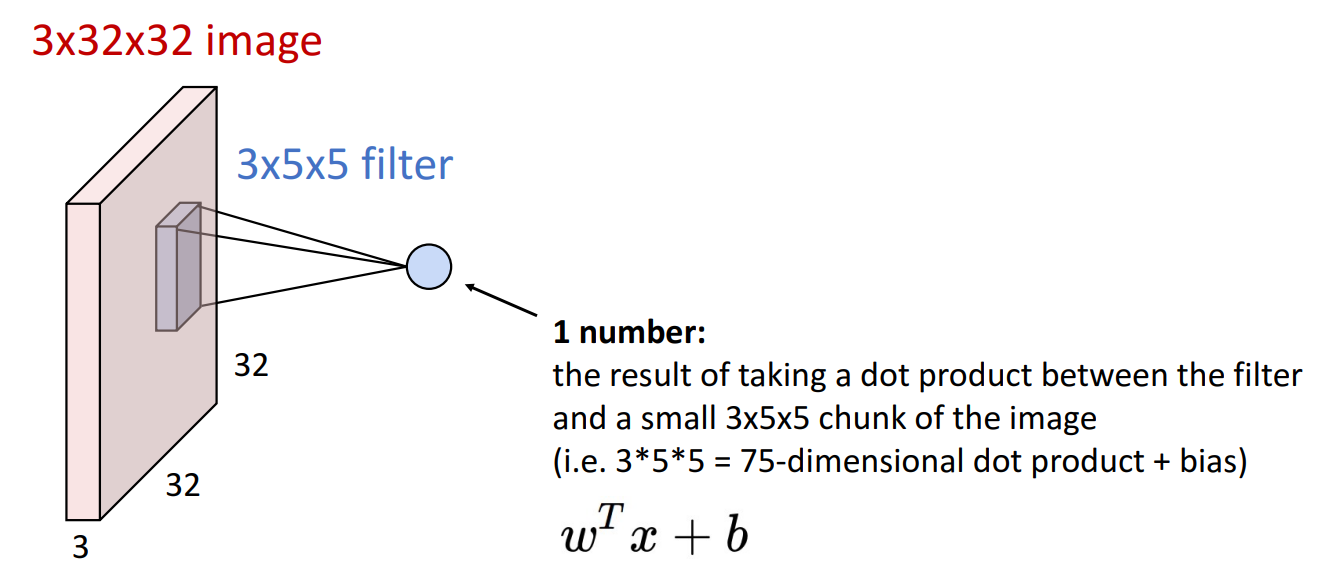 3x32x32 image
3x5x5 filter
1 number:
the result of taking a dot product between the filter
and a small 3x5x5 chunk of the image
(i.e. 3*5*5 = 75-dimensional dot product + bias)
32
32
3
w^T x + b